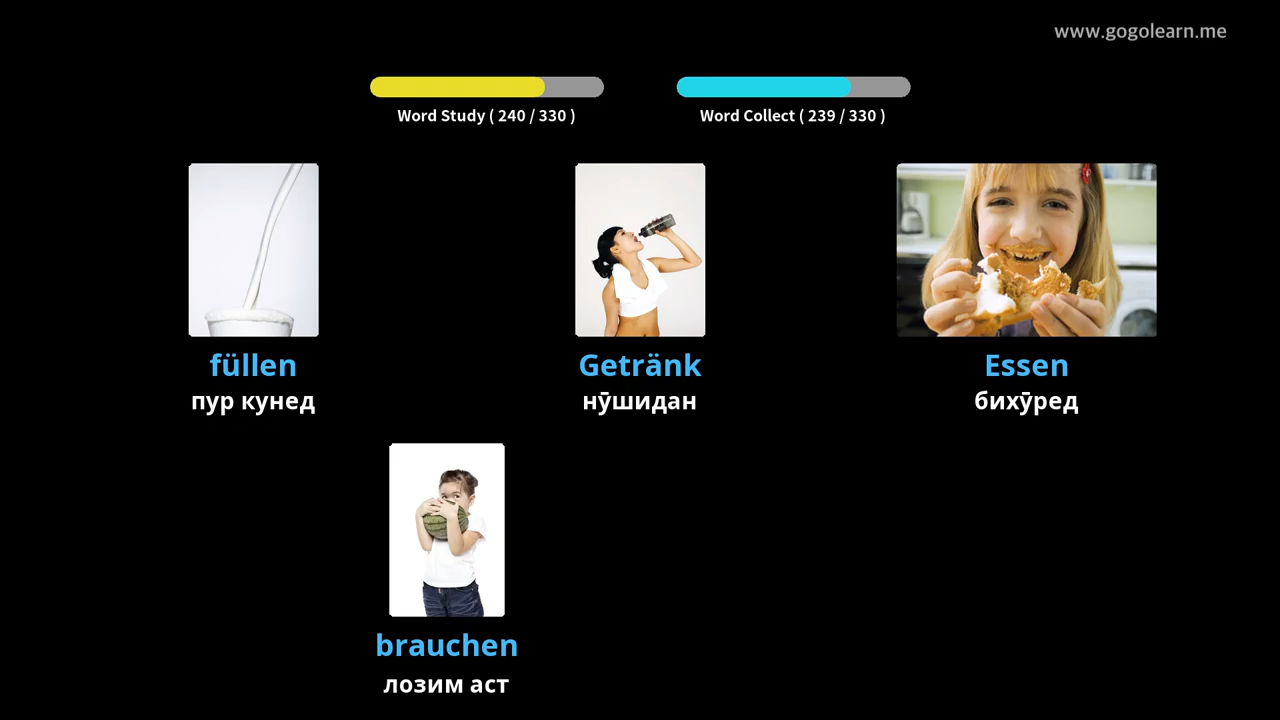 www.gogolearn.me
Word Study ( 240 / 330 )
Word Collect ( 239 / 330 )
füllen
пур кунед
Getränk
нӯшидан
Essen
бихӯред
brauchen
лозим аст